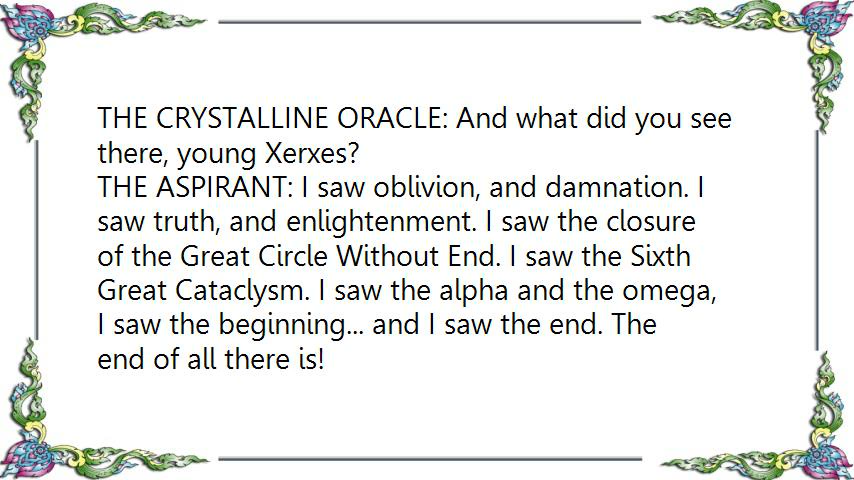 THE CRYSTALLINE ORACLE: And what did you see
there, young Xerxes?
THE ASPIRANT: I saw oblivion, and damnation. I
saw truth, and enlightenment. I saw the closure
of the Great Circle Without End. I saw the Sixth
Great Cataclysm. I saw the alpha and the omega,
I saw the beginning... and I saw the end. The
end of all there is!